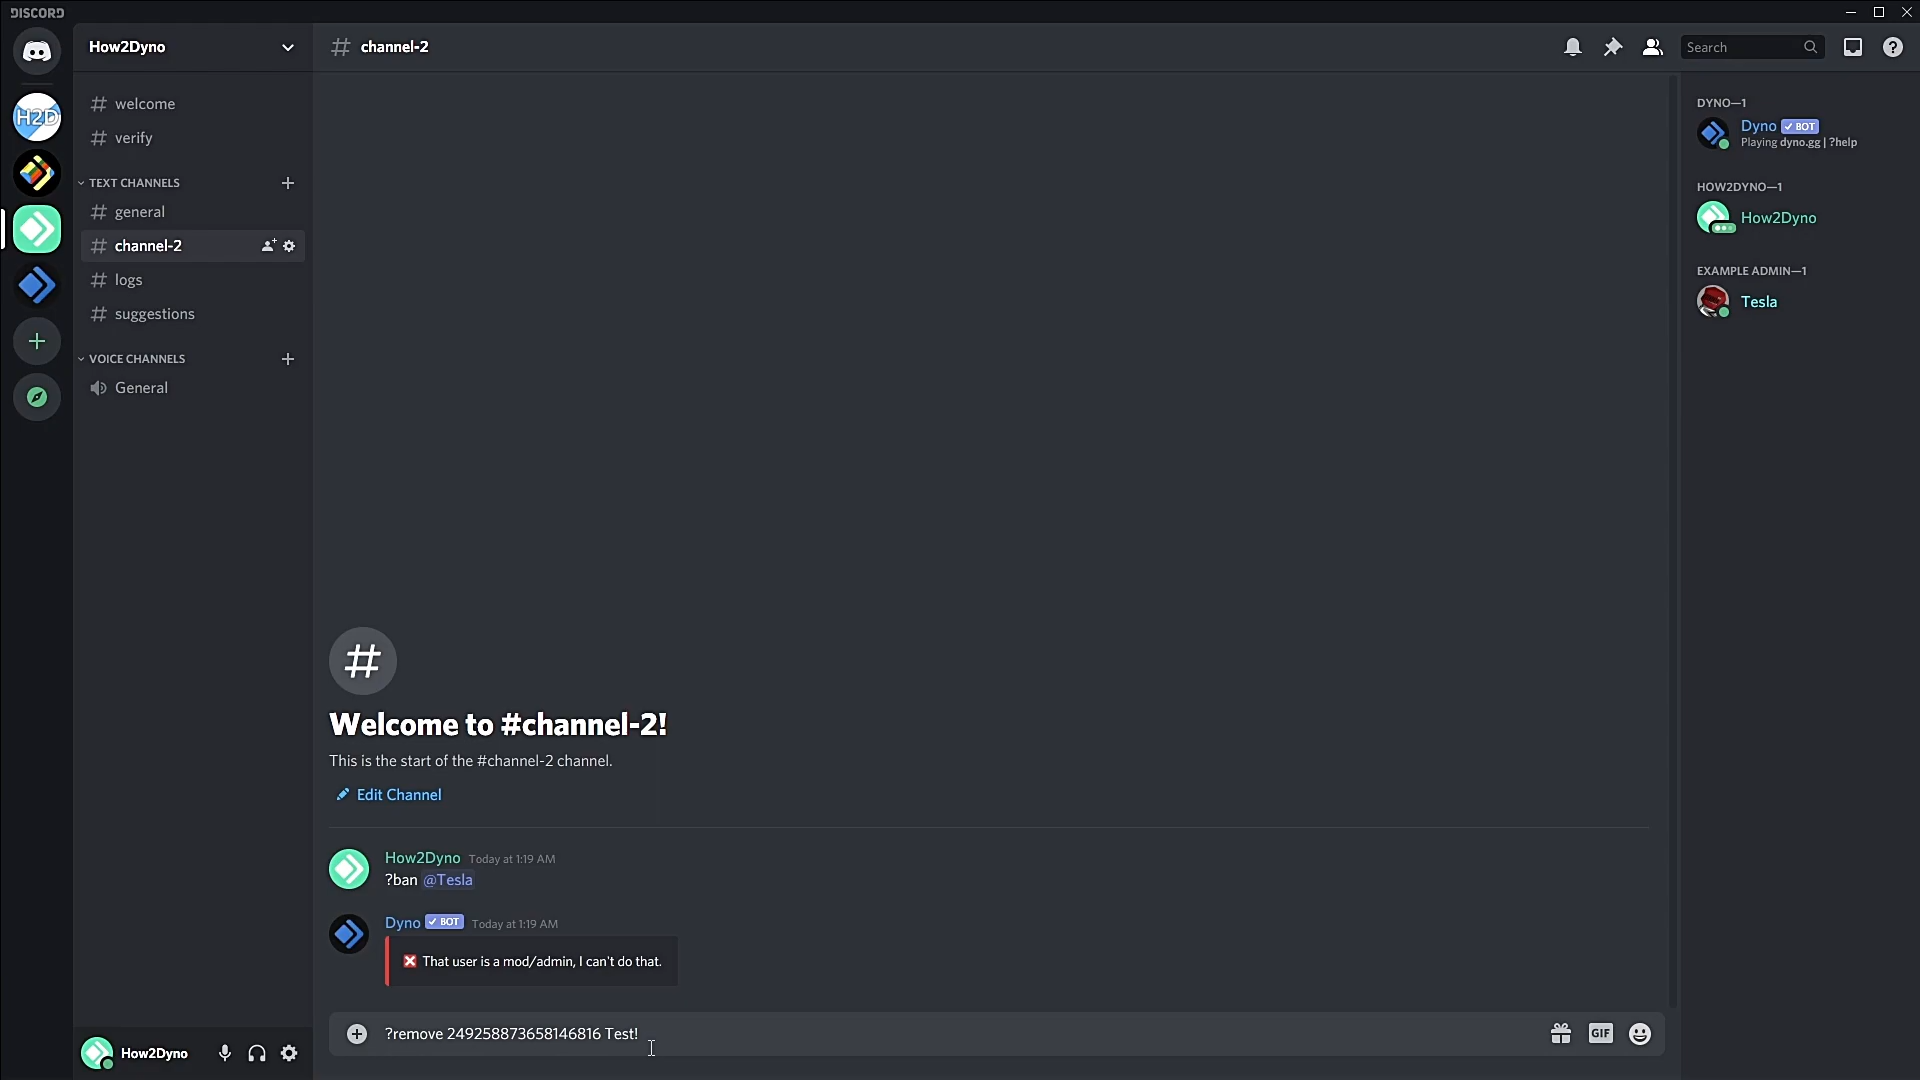 DISCORD
How2Dyno
channel-2
Search
H2D
welcome
verify
TEXT CHANNELS
general
channel-2
logs
suggestions
VOICE CHANNELS
General
Welcome to #channel-2!
This is the start of the #channel-2 channel.
Edit Channel
How2Dyno Today at 1:19 AM
?ban @Tesla
Dyno BOT Today at 1:19 AM
That user is a mod/admin, I can't do that.
?remove 249258873658146816 Test!
GIF
How2Dyno
DYNO—1
Dyno BOT
Playing dyno.gg | ?help
HOW2DYNO—1
How2Dyno
EXAMPLE ADMIN—1
Tesla